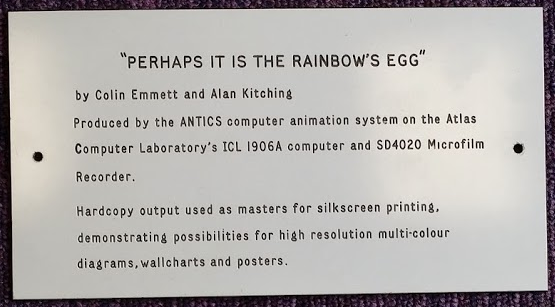 "PERHAPS IT IS THE RAINBOW'S EGG"
by Colin Emmett and Alan Kitching
Produced by the ANTICS computer animation system on the Atlas
Computer Laboratory's ICL 1906A computer and SD4020 Microfilm
Recorder.
Hardcopy output used as masters for silkscreen printing,
demonstrating possibilities for high resolution multi-colour
diagrams, wallcharts and posters.